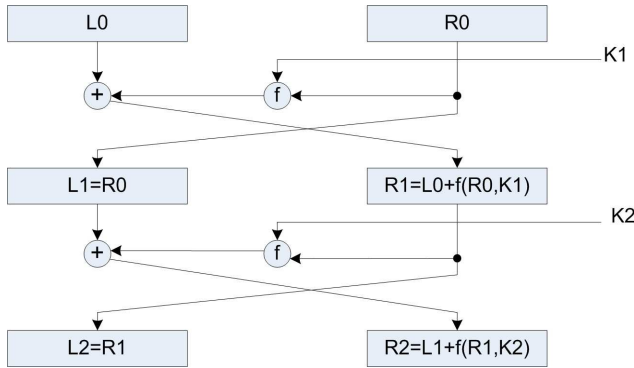 L0
R0
K1
+
f
L1=R0
R1=L0+f(R0,K1)
K2
+
f
L2=R1
R2=L1+f(R1,K2)